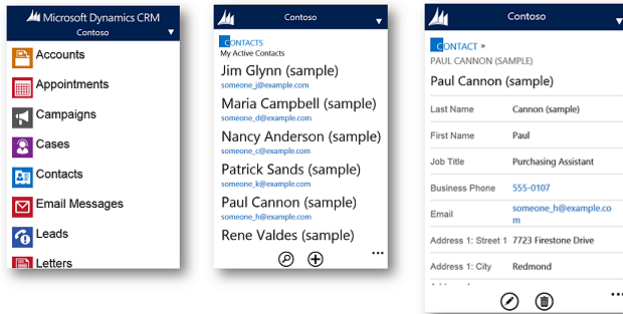 Microsoft Dynamics CRM
Contoso
Accounts
Appointments
Campaigns
Cases
Contacts
Email Messages
Leads
Letters
Contoso
CONTACTS
My Active Contacts
Jim Glynn (sample)
someone_j@example.com
Maria Campbell (sample)
someone_d@example.com
Nancy Anderson (sample)
someone_c@example.com
Patrick Sands (sample)
someone_k@example.com
Paul Cannon (sample)
someone_h@example.com
Rene Valdes (sample)
...
Contoso
CONTACT »
PAUL CANNON (SAMPLE)
Paul Cannon (sample)
Last Name Cannon (sample)
First Name Paul
Job Title Purchasing Assistant
Business Phone 555-0107
Email someone_h@example.co
m
Address 1: Street 1 7723 Firestone Drive
Address 1: City Redmond
...